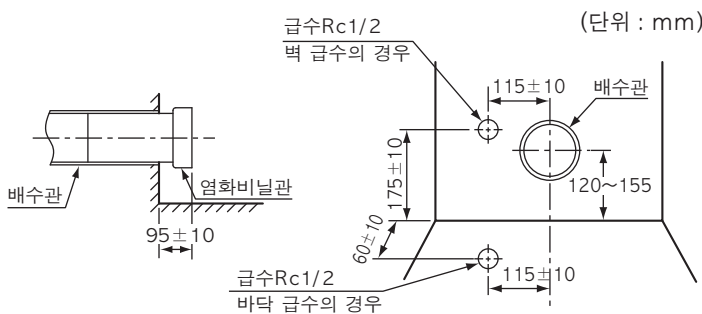 (단위 : mm)
급수Rc1/2
벽 급수의 경우
115±10
배수관
175±10
120~155
배수관
염화비닐관
95±10
60±10
급수Rc1/2
바닥 급수의 경우
115±10